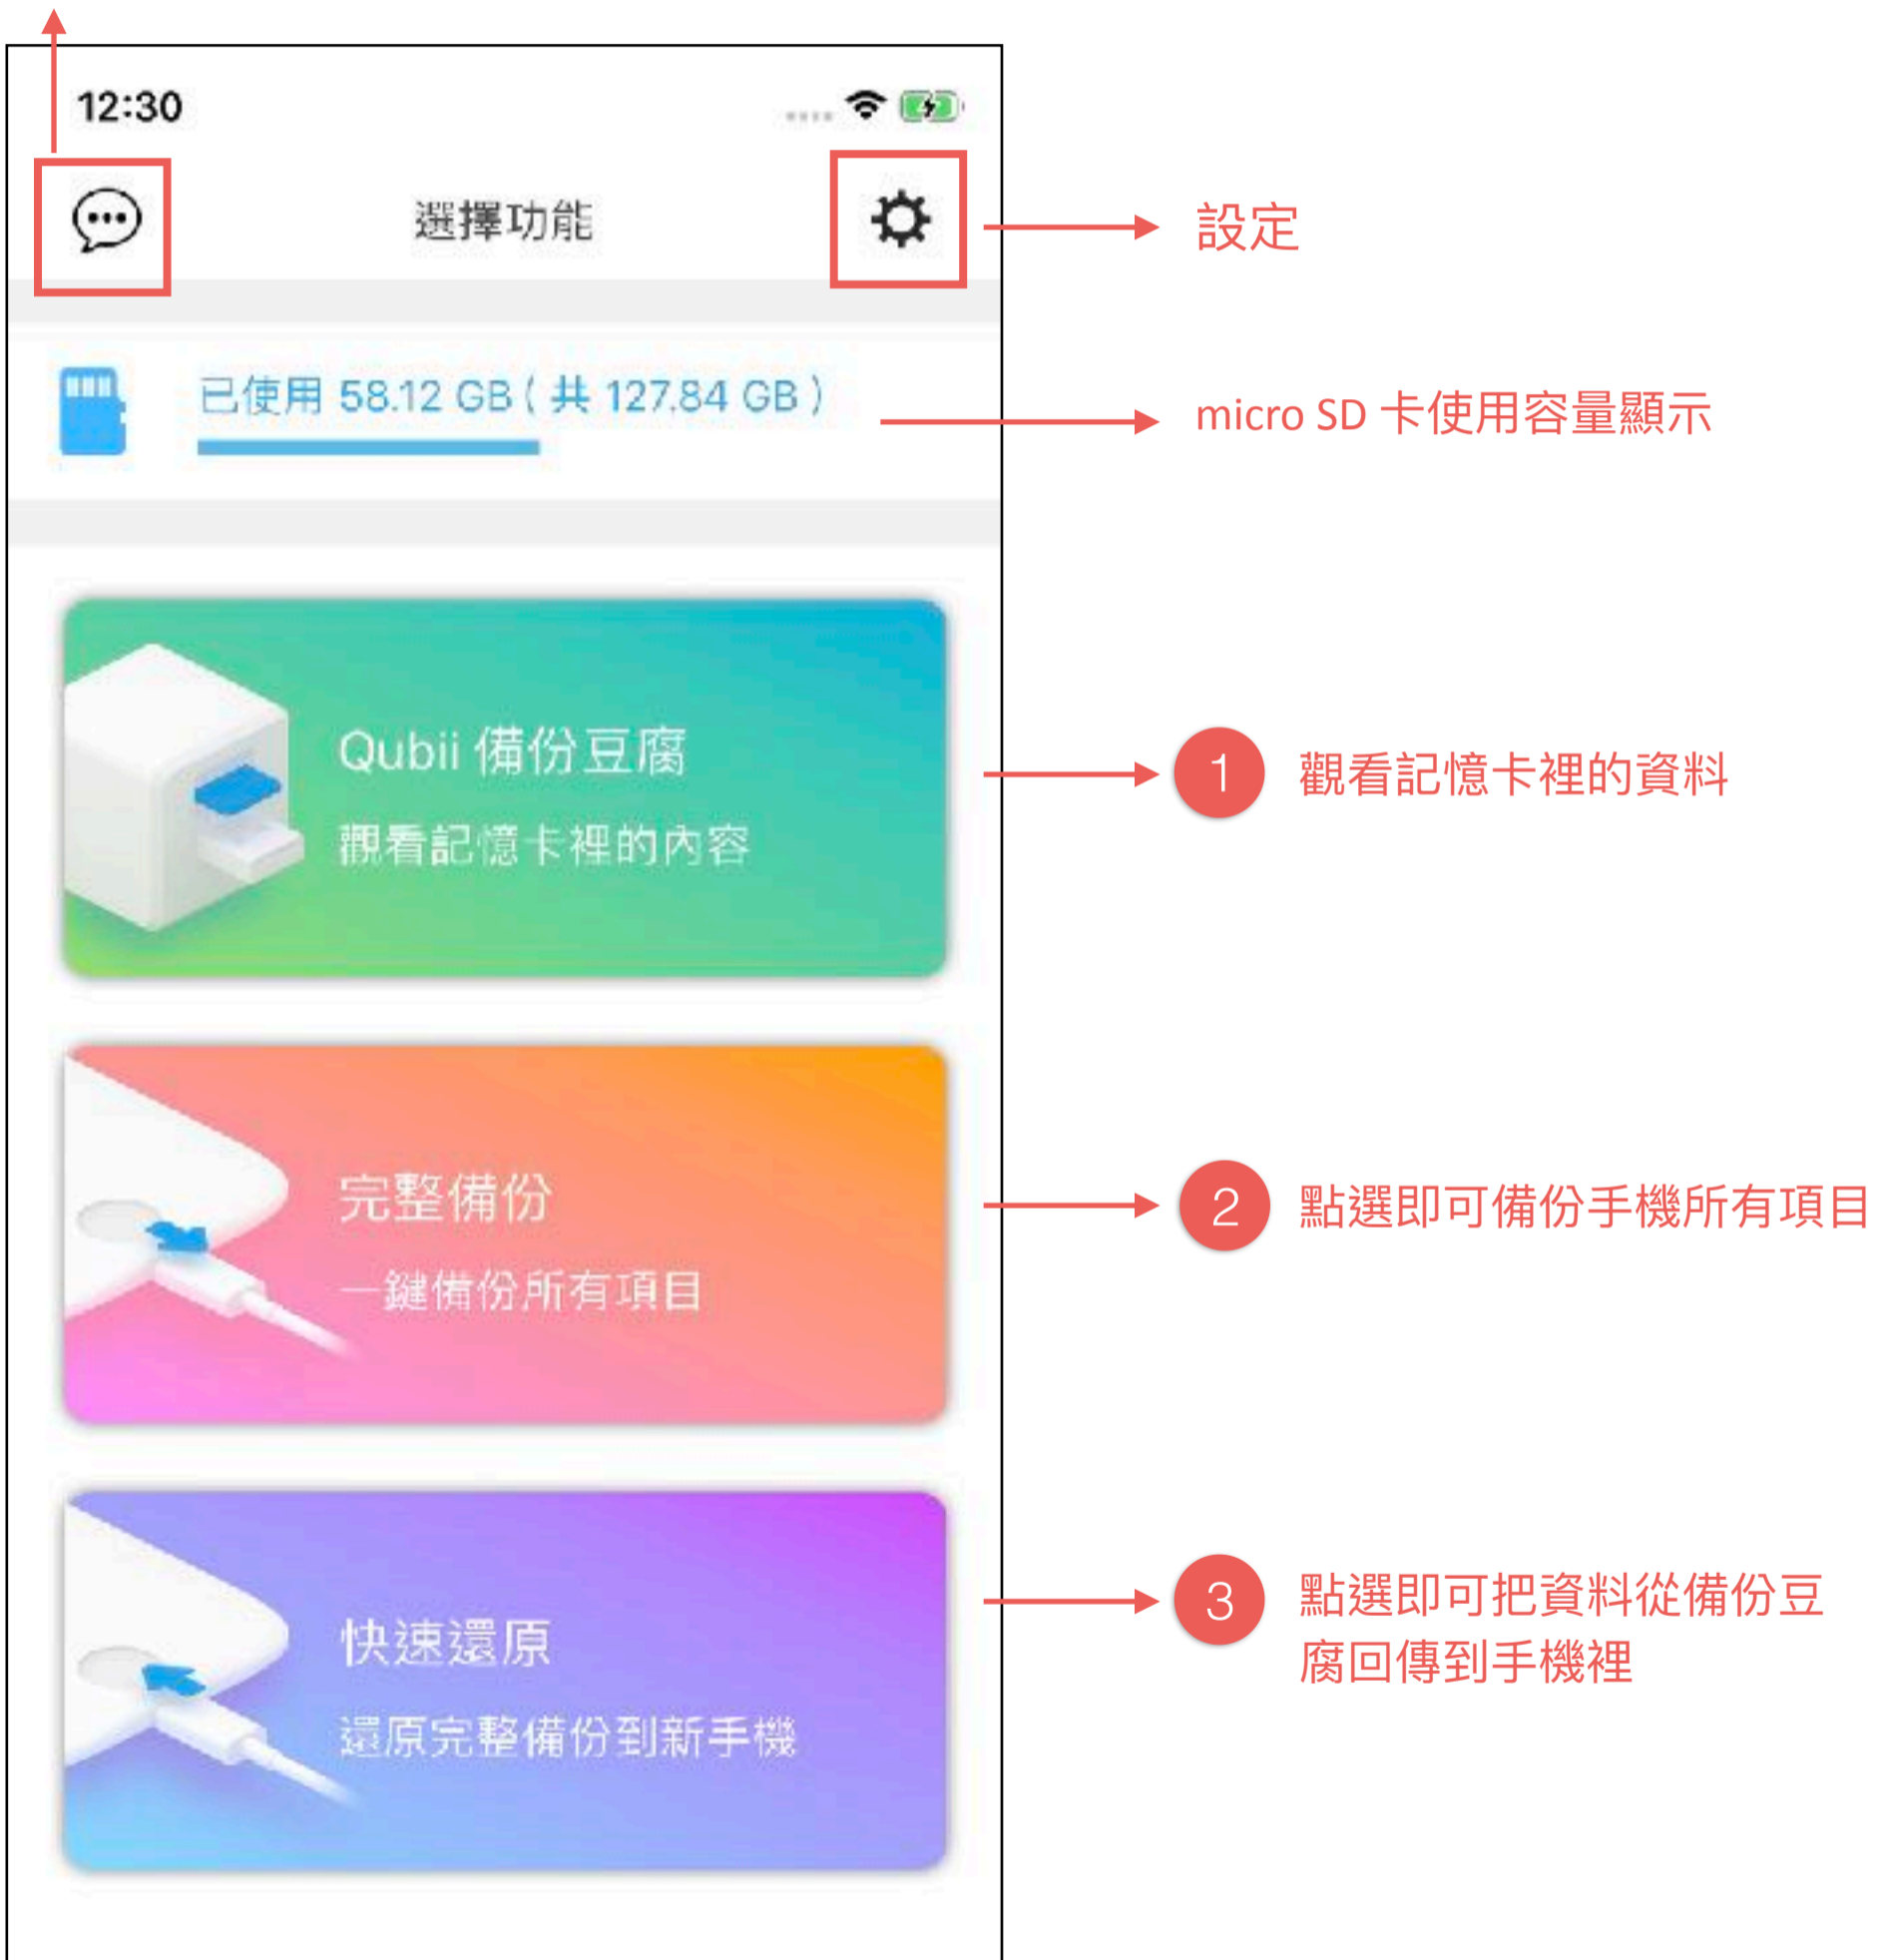 12:30
選擇功能
設定
已使用 58.12 GB ( 共 127.84 GB )
micro SD 卡使用容量顯示
Qubii 備份豆腐
觀看記憶卡裡的內容
1 觀看記憶卡裡的資料
完整備份
一鍵備份所有項目
2 點選即可備份手機所有項目
快速還原
還原完整備份到新手機
3 點選即可把資料從備份豆
腐回傳到手機裡